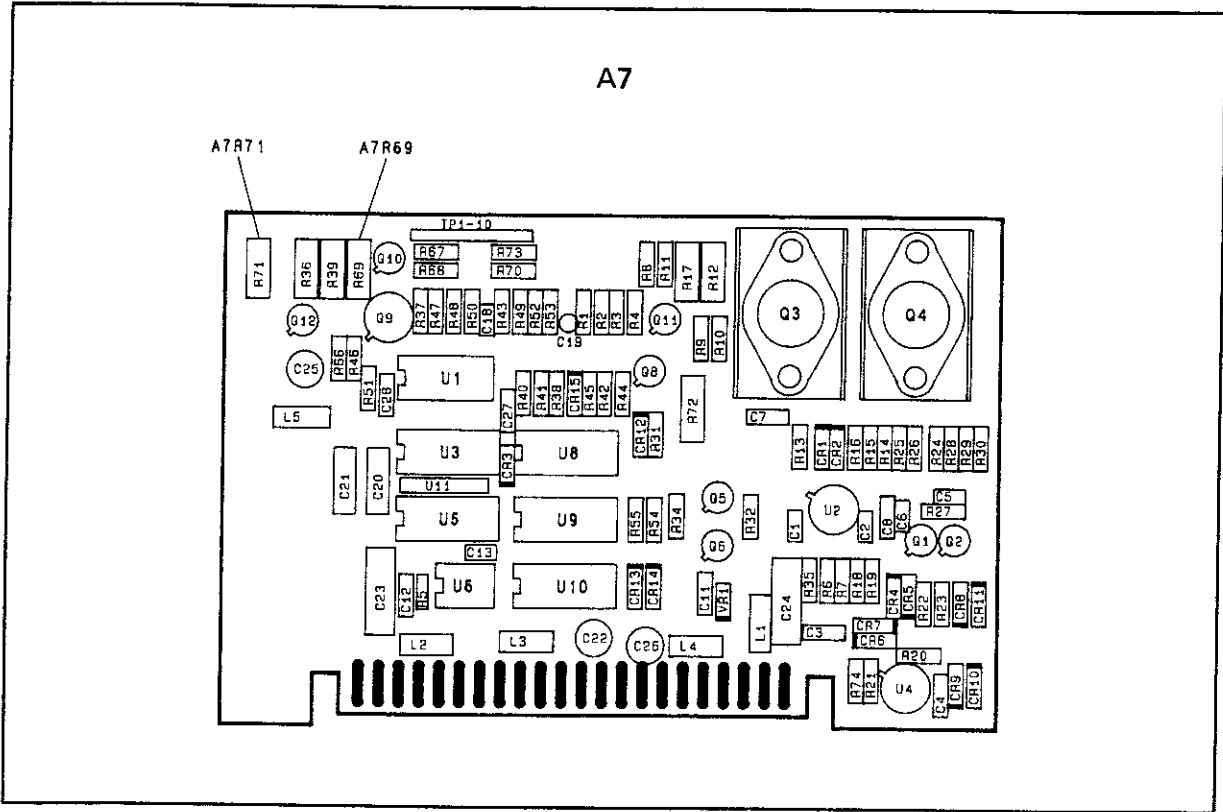 A7
A7R71 A7R69
TP1-10
R71 R36 R39 R69 Q10 R67 R73 R8 R11 R17 R12
R68 R70
Q12 Q9 R37 R47 R48 R50 C18 R43 R49 R52 R53 C19 R1 R2 R3 R4 Q11 R9 R10 Q3 Q4
C25 R66 R46 R51 C28 U1 R40 R41 R38 CR15 R45 R42 R44 Q8
L5 C27 CR12 R31 R72 C7
C21 C20 U3 CR3 U8 R13 CR1 CR2 R16 R15 R14 R25 R26 R24 R28 R29 R30
U11
U5 U9 R55 R54 R34 Q5 R32 C1 U2 C2 C8 C6 C5
R27
C13 Q6 Q1 Q2
C23 C12 R5 U6 U10 CR13 CR14 C11 VR1 C24 R35 R6 R7 R18 R19 CR4 CR5 R22 R23 CR8 CR11
L2 L3 C22 C26 L4 L1 C3 CR7
CR6
R20
R74 R21 U4 C4 CR9 CR10